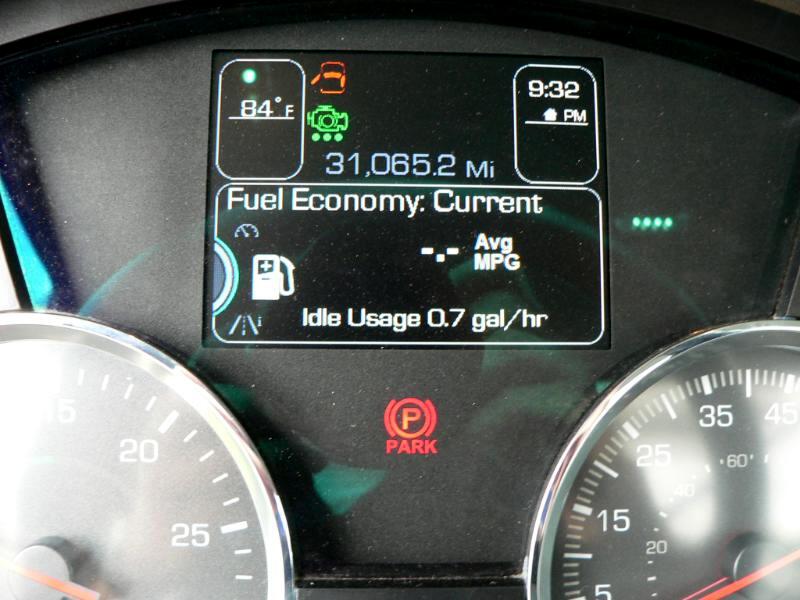 84°F
9:32
PM
31,065.2 Mi
Fuel Economy: Current
-.- Avg
MPG
Idle Usage 0.7 gal/hr
i
P
PARK
15
20
25
5
15
25
35
45
20
40
60